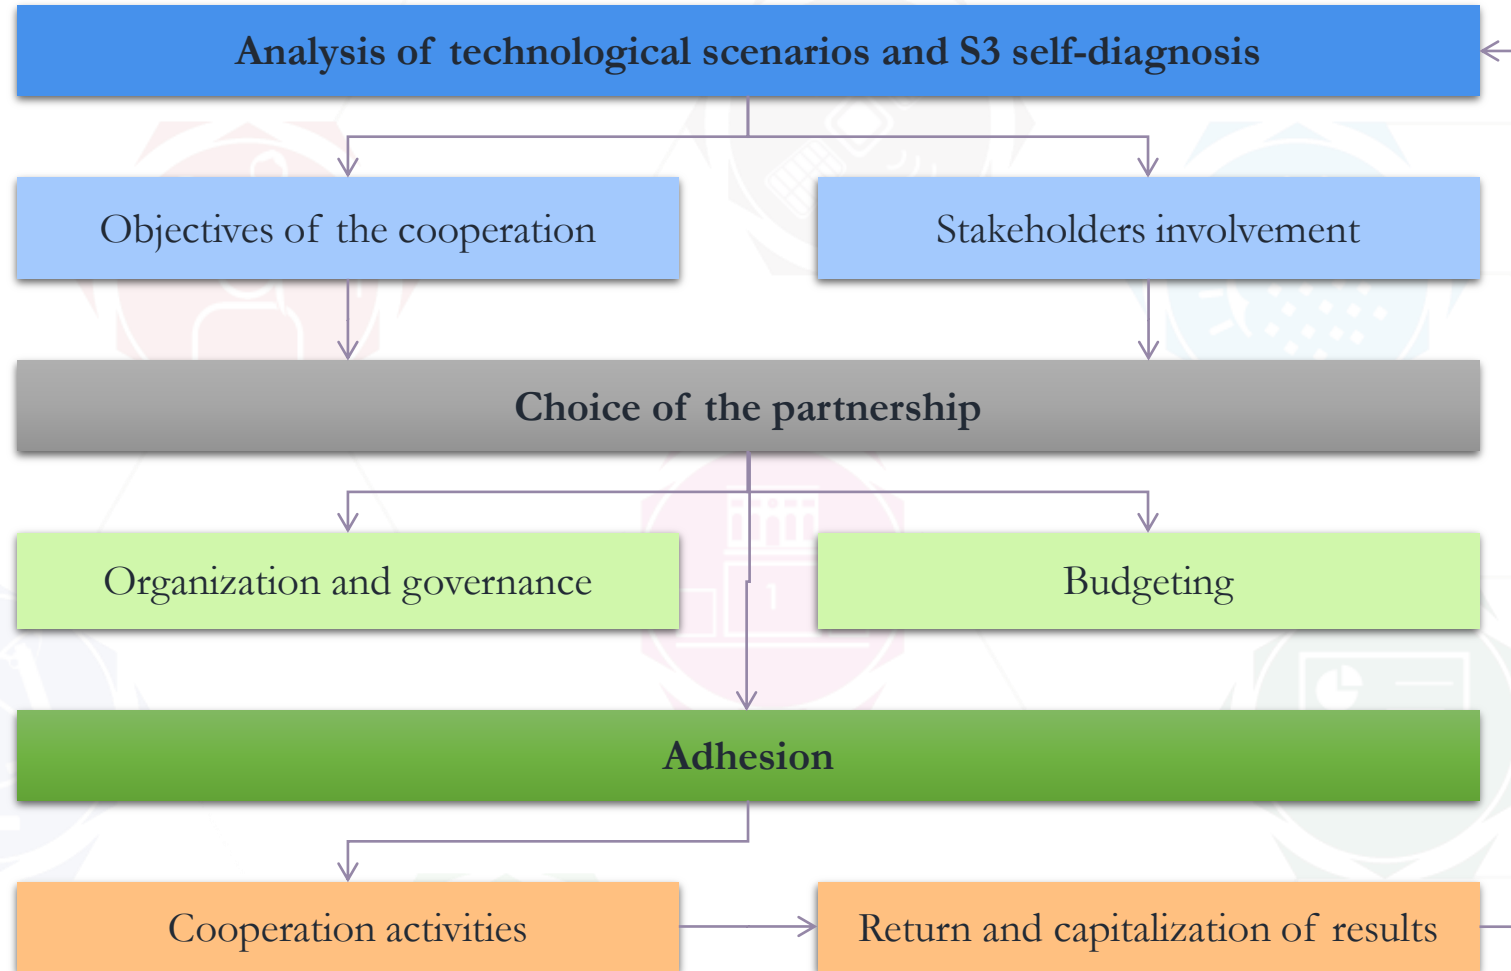 Analysis of technological scenarios and S3 self-diagnosis
Objectives of the cooperation
Stakeholders involvement
Choice of the partnership
1
Organization and governance
Budgeting
Adhesion
Cooperation activities
Return and capitalization of results